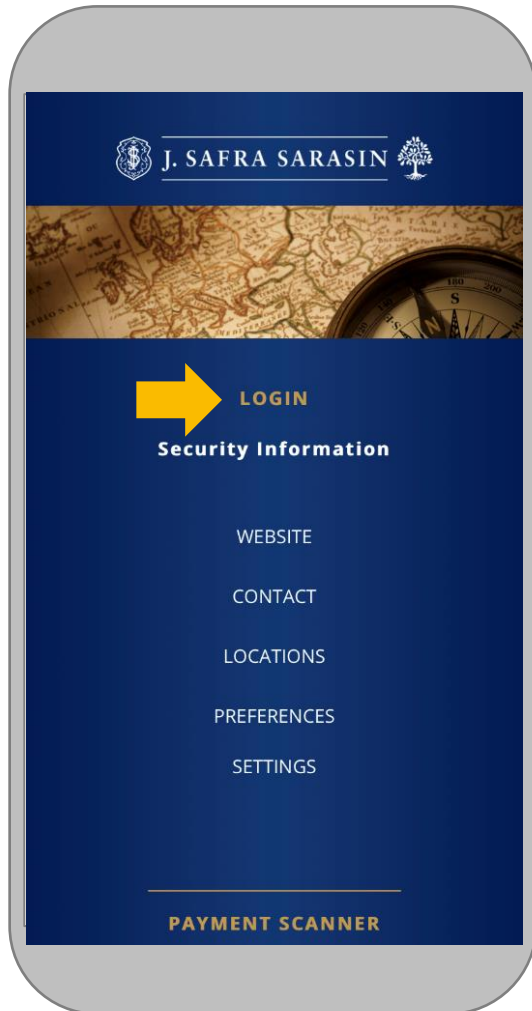 J. SAFRA SARASIN
LOGIN
Security Information
WEBSITE
CONTACT
LOCATIONS
PREFERENCES
SETTINGS
PAYMENT SCANNER